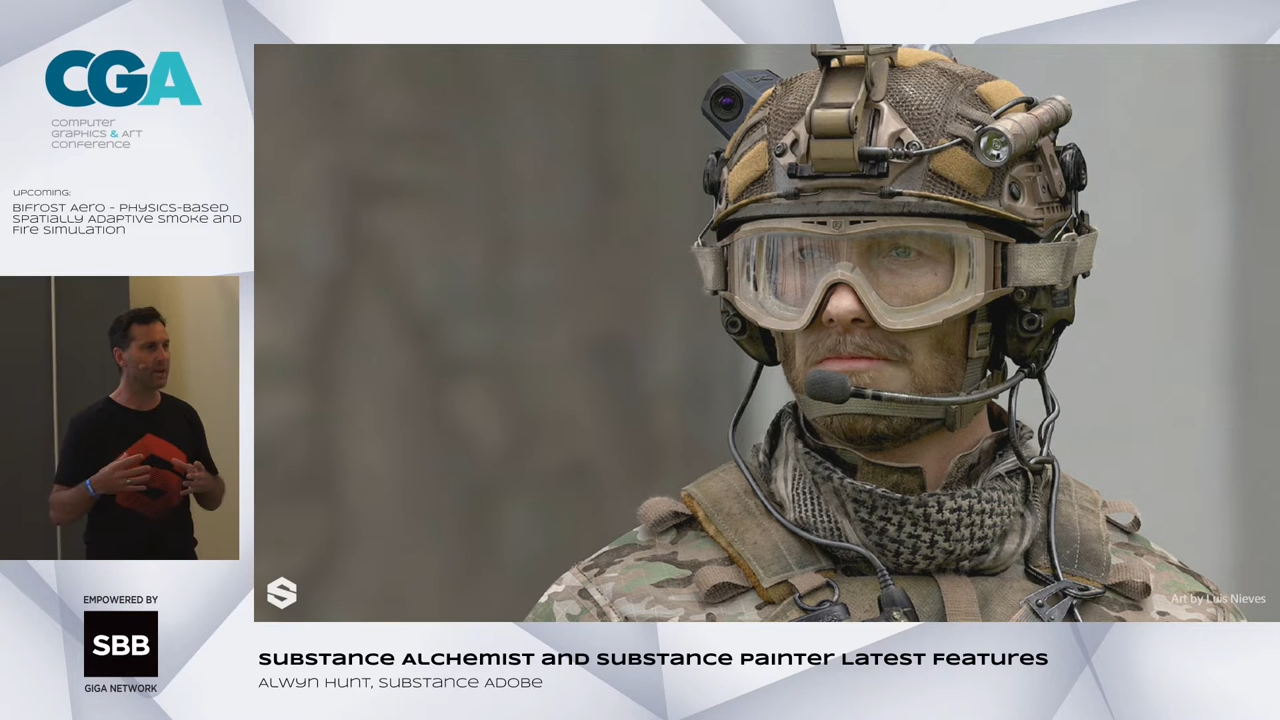 CGA
computer
graphics & art
conference
upcoming:
Bifrost Aero - Physics-Based
Spatially Adaptive Smoke and
Fire Simulation
Art by Luis Nieves
EMPOWERED BY
SBB
GIGA NETWORK
Substance Alchemist and Substance Painter Latest Features
Alwyn Hunt, Substance Adobe